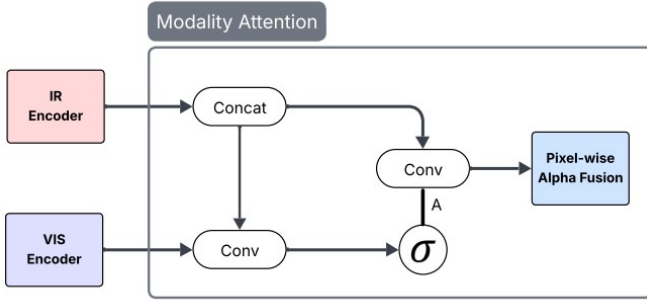 Modality Attention
IR
Encoder
Concat
Conv
Pixel-wise
Alpha Fusion
A
VIS
Encoder
Conv
σ